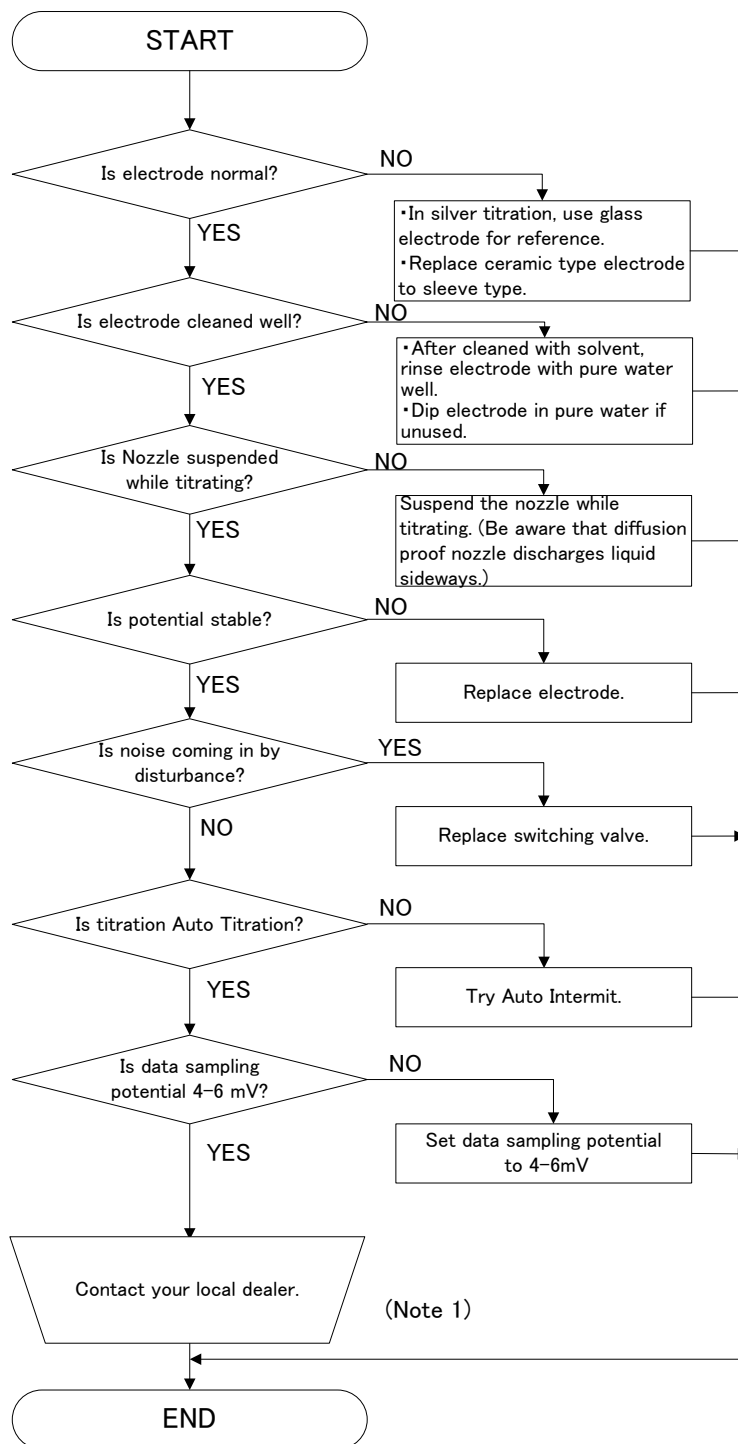 START
Is electrode normal?
NO
YES
・In silver titration, use glass
electrode for reference.
・Replace ceramic type electrode
to sleeve type.
Is electrode cleaned well?
NO
YES
・After cleaned with solvent,
rinse electrode with pure water
well.
・Dip electrode in pure water if
unused.
Is Nozzle suspended
while titrating?
NO
YES
Suspend the nozzle while
titrating. (Be aware that diffusion
proof nozzle discharges liquid
sideways.)
Is potential stable?
NO
YES
Replace electrode.
Is noise coming in by
disturbance?
YES
NO
Replace switching valve.
Is titration Auto Titration?
NO
YES
Try Auto Intermit.
Is data sampling
potential 4-6 mV?
NO
YES
Set data sampling potential
to 4-6mV
Contact your local dealer.
(Note 1)
END